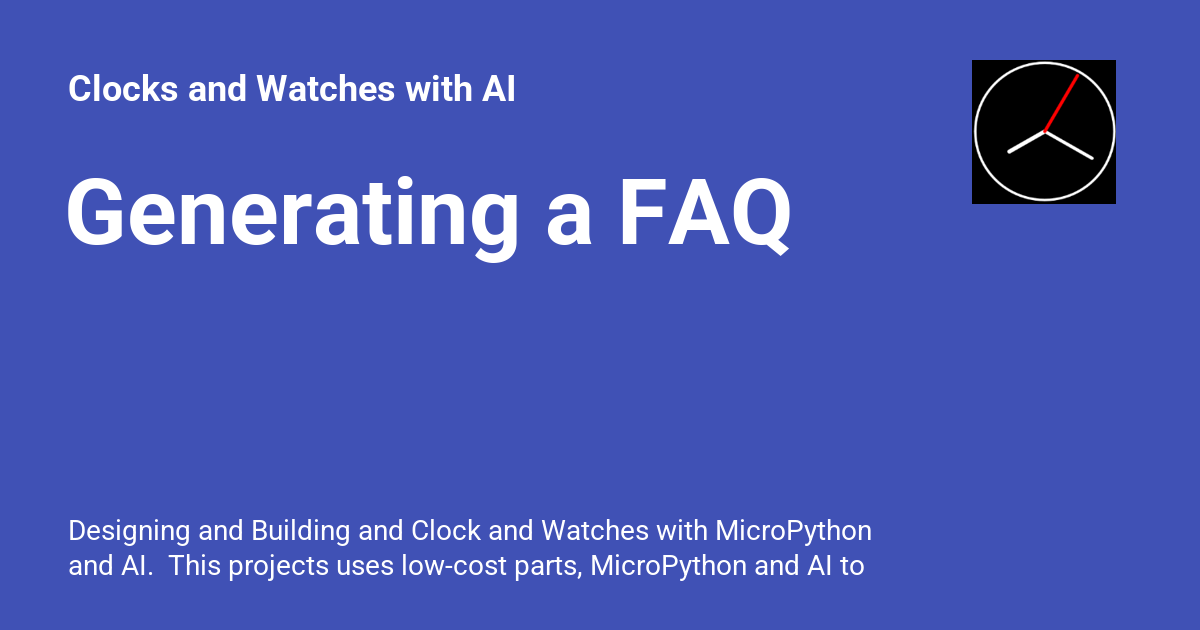 Clocks and Watches with AI
Generating a FAQ
Designing and Building and Clock and Watches with MicroPython
and AI.  This projects uses low-cost parts, MicroPython and AI to